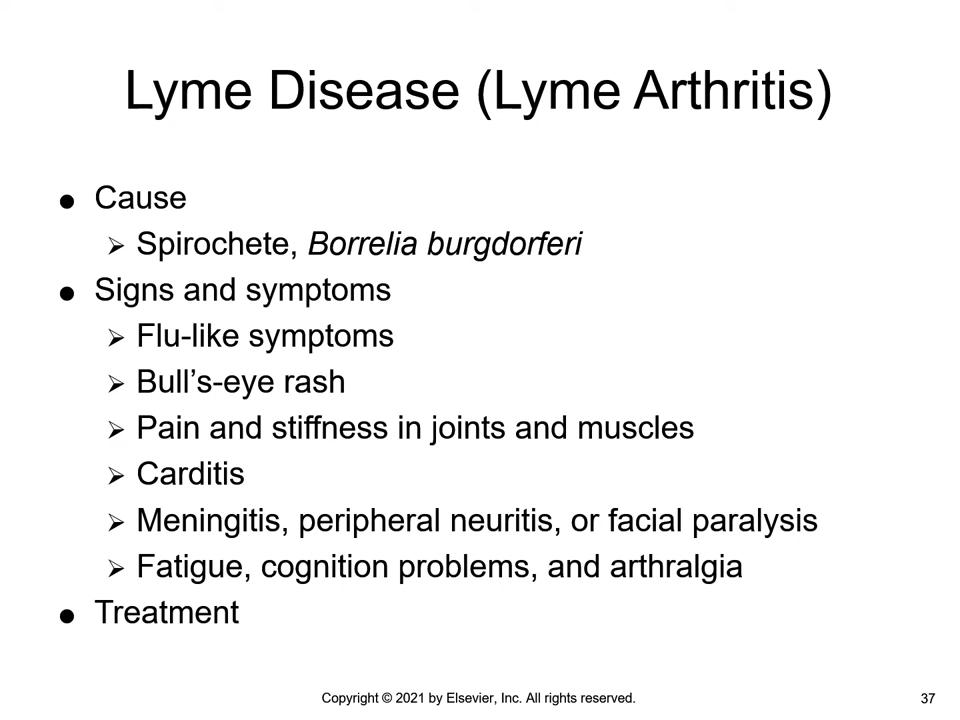 Lyme Disease (Lyme Arthritis)
● Cause
➢ Spirochete, Borrelia burgdorferi
● Signs and symptoms
➢ Flu-like symptoms
➢ Bull’s-eye rash
➢ Pain and stiffness in joints and muscles
➢ Carditis
➢ Meningitis, peripheral neuritis, or facial paralysis
➢ Fatigue, cognition problems, and arthralgia
● Treatment
Copyright © 2021 by Elsevier, Inc. All rights reserved.
37